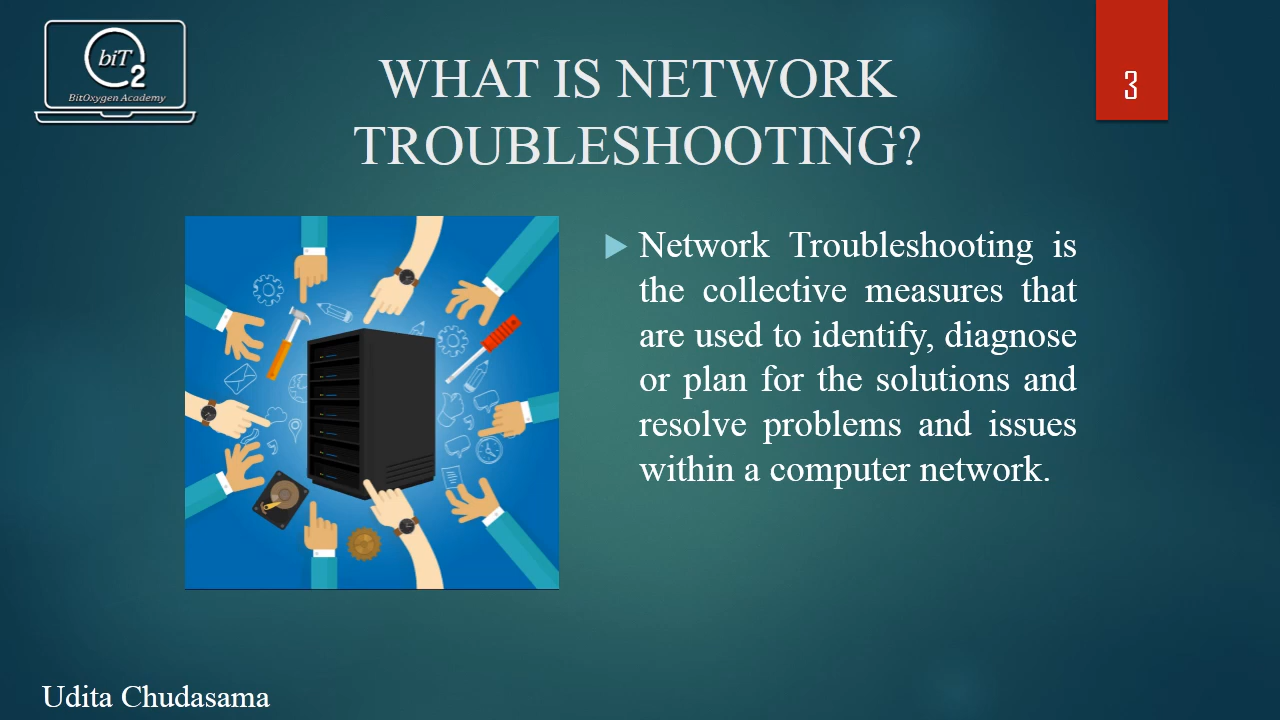 biT
2
BitOxygen Academy
WHAT IS NETWORK
TROUBLESHOOTING?
3
Network Troubleshooting is
the collective measures that
are used to identify, diagnose
or plan for the solutions and
resolve problems and issues
within a computer network.
Udita Chudasama